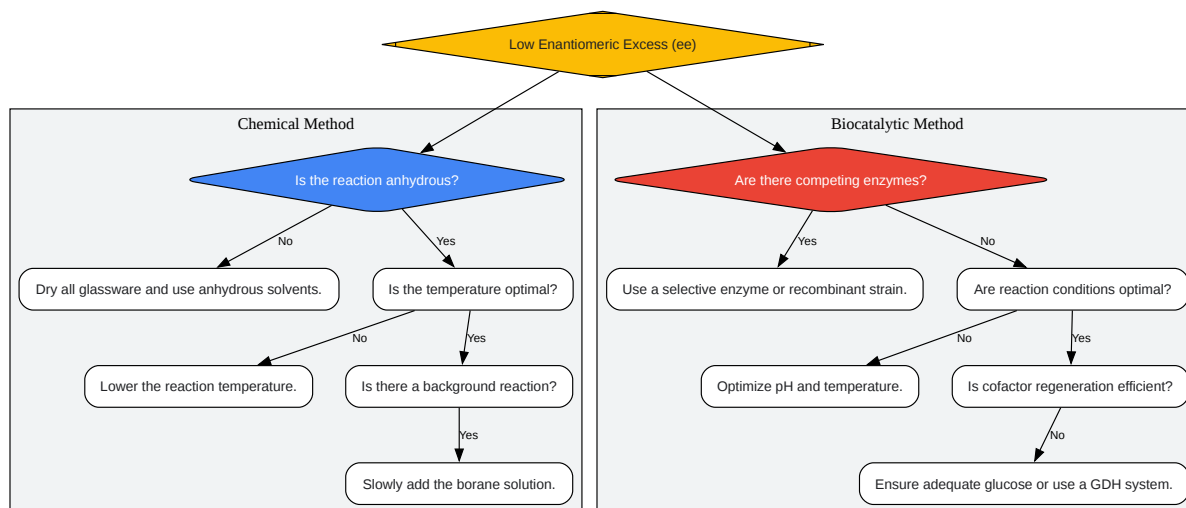 Low Enantiomeric Excess (ee)
Chemical Method
Biocatalytic Method
Is the reaction anhydrous?
Are there competing enzymes?
No
Yes
Yes
No
Dry all glassware and use anhydrous solvents.
Is the temperature optimal?
Use a selective enzyme or recombinant strain.
Are reaction conditions optimal?
No
Yes
No
Yes
Lower the reaction temperature.
Is there a background reaction?
Optimize pH and temperature.
Is cofactor regeneration efficient?
Yes
No
Slowly add the borane solution.
Ensure adequate glucose or use a GDH system.